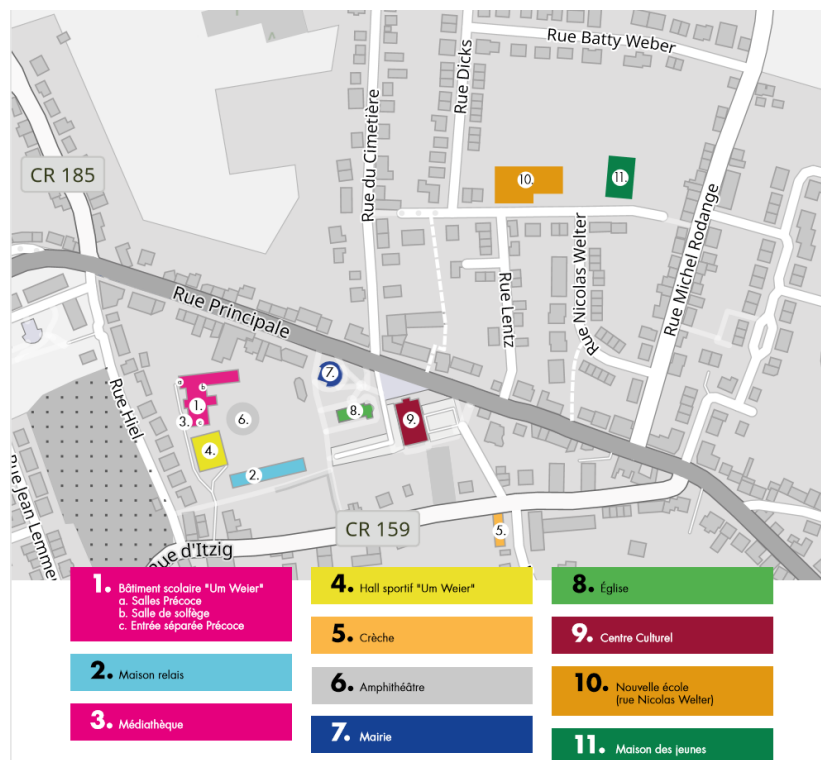 Rue Batty Weber
Rue Dicks
Rue du Cimetière
CR 185
10.
11.
Rue Michel Rodange
Rue Nicolas Welter
Rue Lentz
Rue Principale
7.
a
b
1.
8.
6.
3.
c
9.
4.
Rue Hiel
2.
Rue Jean Lemmer
CR 159
5.
Rue d'Itzig
1. Bâtiment scolaire "Um Weier"
a. Salles Précoce
b. Salle de solfège
c. Entrée séparée Précoce
2. Maison relais
3. Médiathèque
4. Hall sportif "Um Weier"
5. Crèche
6. Amphithéâtre
7. Mairie
8. Église
9. Centre Culturel
10. Nouvelle école
(rue Nicolas Welter)
11. Maison des jeunes